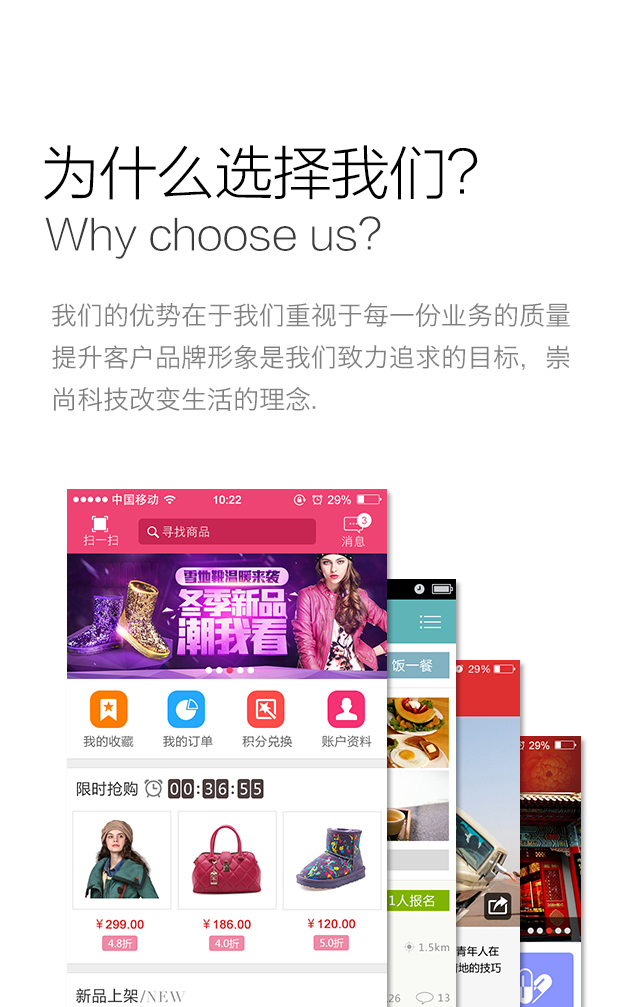 为什么选择我们?
Why choose us?
我们的优势在于我们重视于每一份业务的质量
提升客户品牌形象是我们致力追求的目标，崇
尚科技改变生活的理念.
中国移动 10:22 29%
扫一扫 寻找商品 3 消息
雪地靴温暖来袭
冬季新品
潮我看
我的收藏 我的订单 积分兑换 账户资料
限时抢购 00:36:55
¥299.00 ¥186.00 ¥120.00
4.8折 4.0折 5.0折
新品上架/NEW
饭一餐
1人报名
1.5km
26 13
29%
青年人在
的技巧
29%